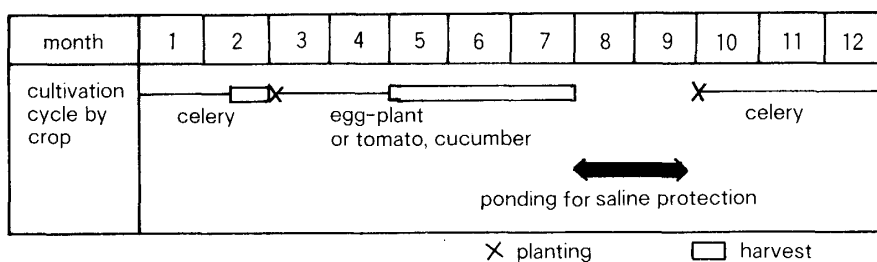 month 1 2 3 4 5 6 7 8 9 10 11 12
cultivation
cycle by
crop
celery
egg-plant
or tomato, cucumber
celery
ponding for saline protection
planting harvest